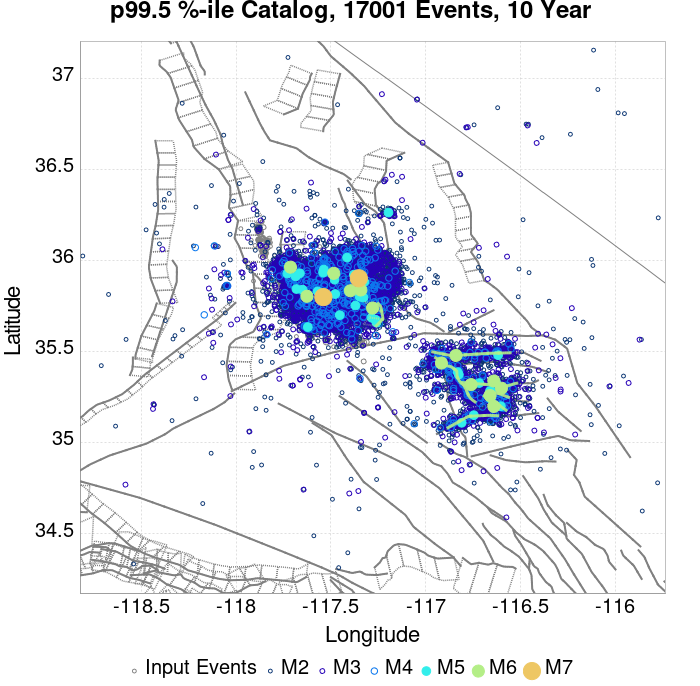 p99.5 %-ile Catalog, 17001 Events, 10 Year
37
36.5
36
35.5
35
34.5
Latitude
-118.5 -118 -117.5 -117 -116.5 -116
Longitude
Input Events M2 M3 M4 M5 M6 M7